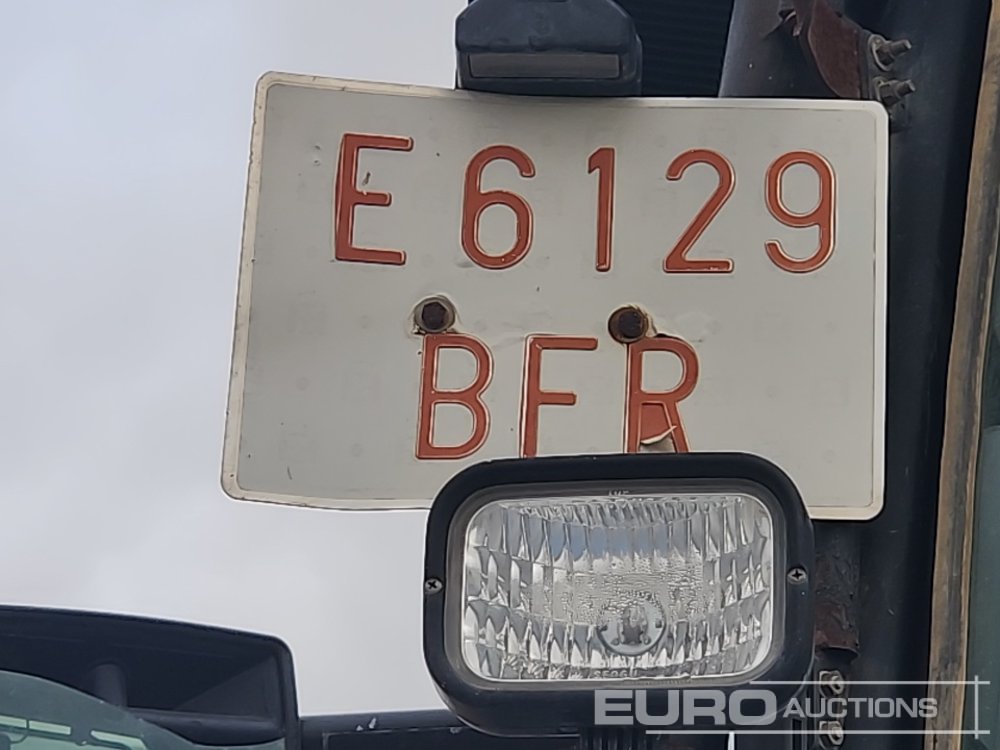 E 6129
BFR
EURO AUCTIONS